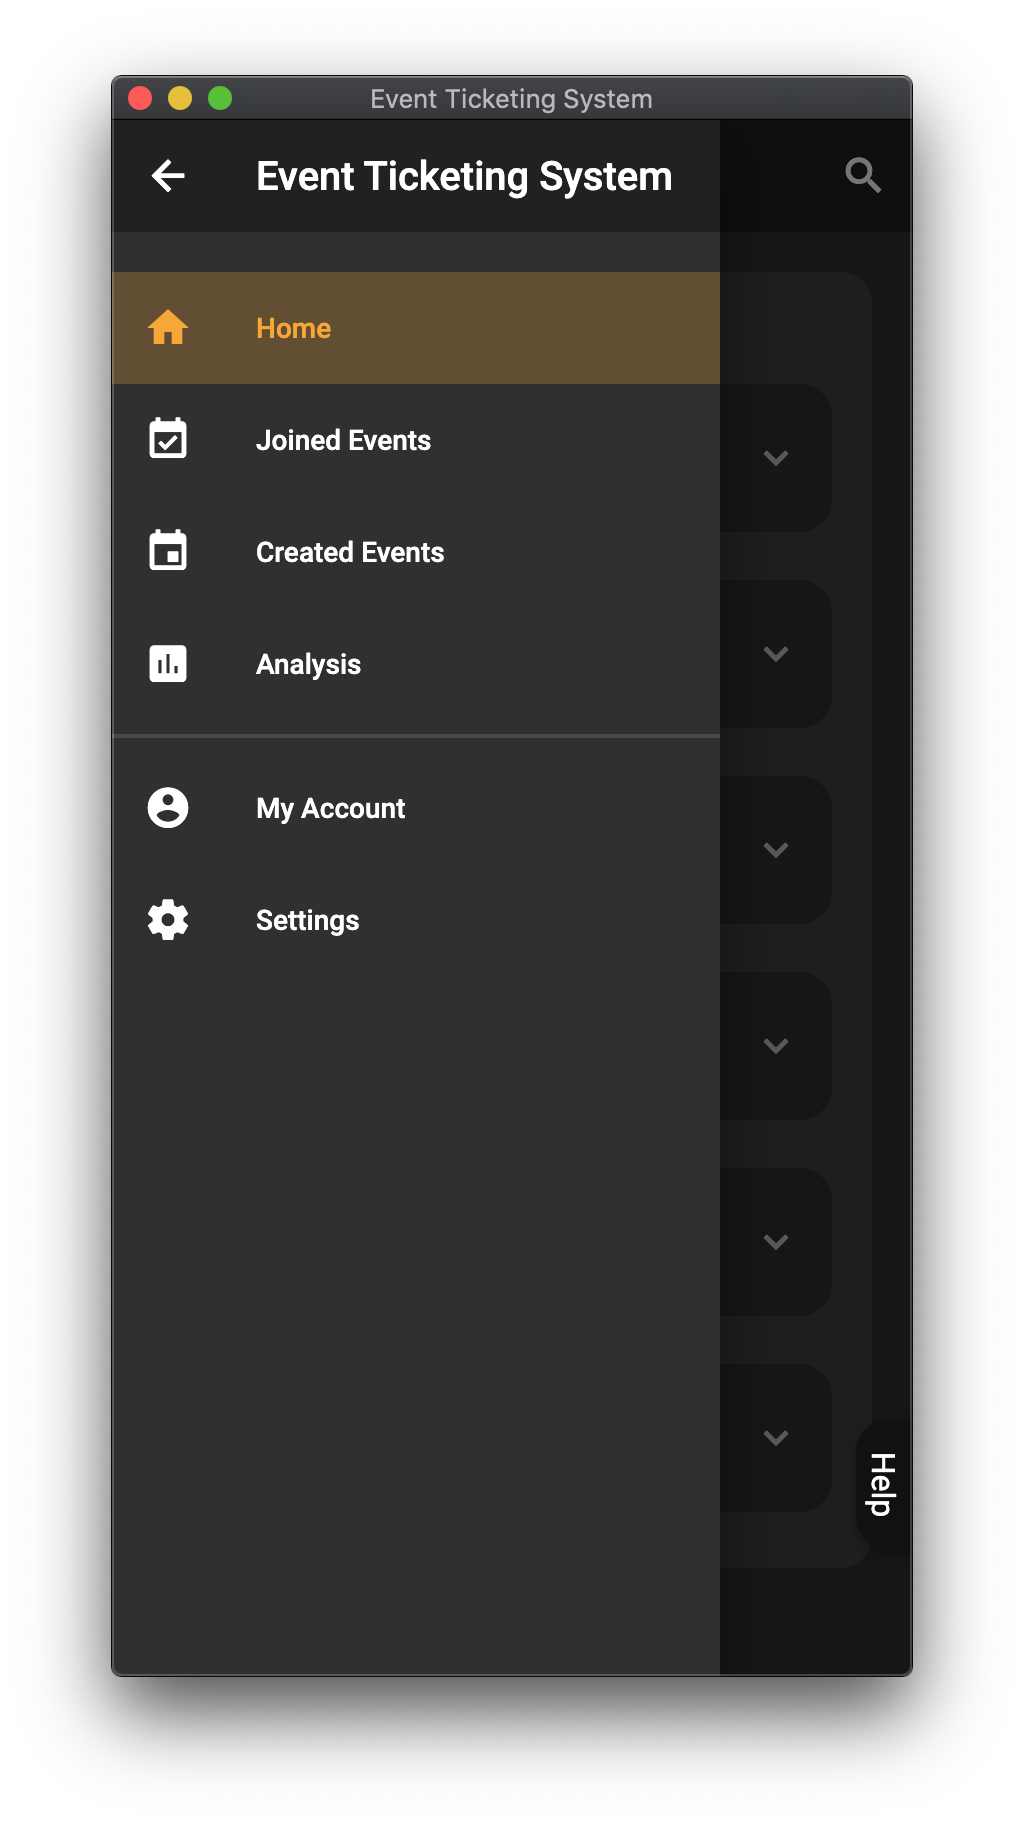 Event Ticketing System
Event Ticketing System
Home
Joined Events
Created Events
Analysis
My Account
Settings
Help